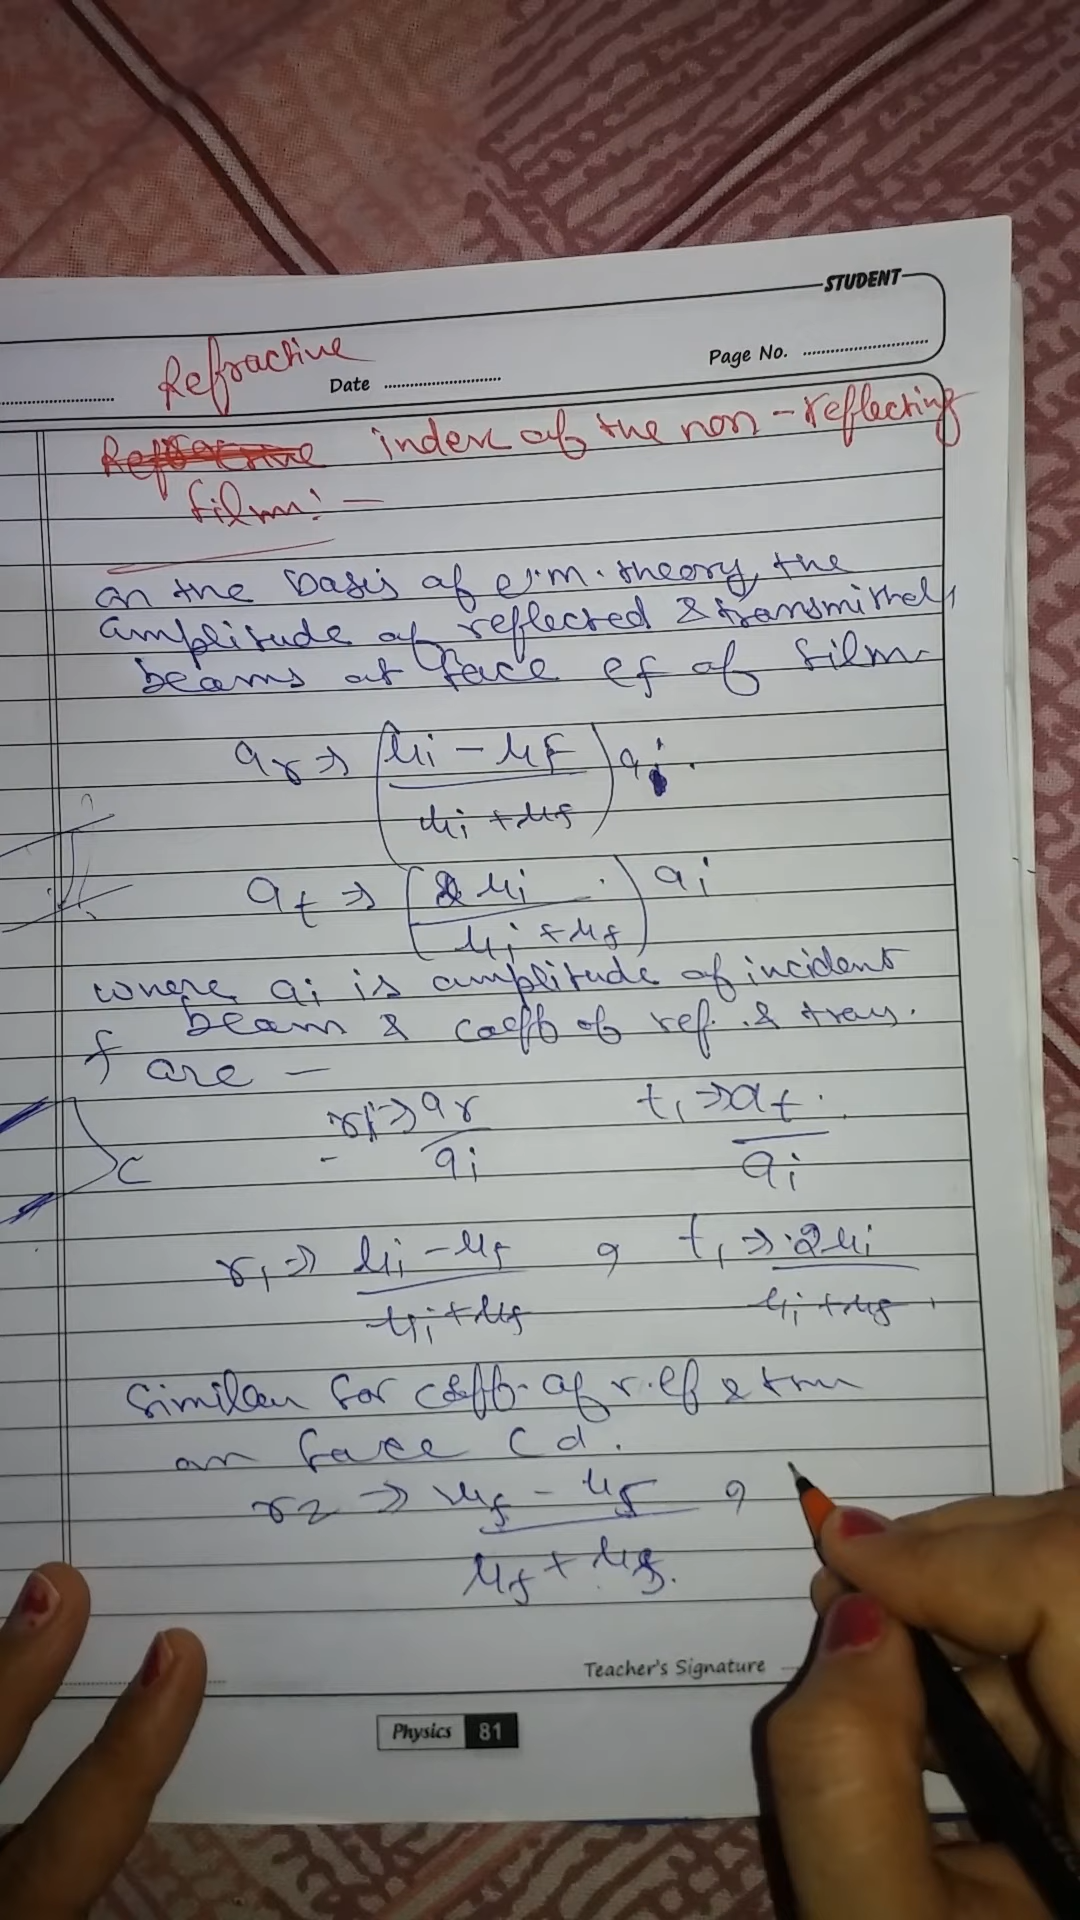 STUDENT
Refractive
Date
Page No.
Refractive index of the non-reflecting
film:-
on the basis of e.m. theory, the
amplitude of reflected & transmitted
beams at face ef of film
ar ⇒ (μi - μf / μi + μf) ai
at ⇒ (2μi / μi + μf) ai
where ai is amplitude of incident
beam & coeff of ref. & trans.
are -
r1 ⇒ ar / ai t1 ⇒ at / ai
C
r1 ⇒ μi - μf / μi + μf , t1 ⇒ 2μi / μi + μf
Similar for coeff. of ref & tran
on face Cd.
r2 ⇒ μf - μg / μf + μg ,
Teacher's Signature
Physics 81